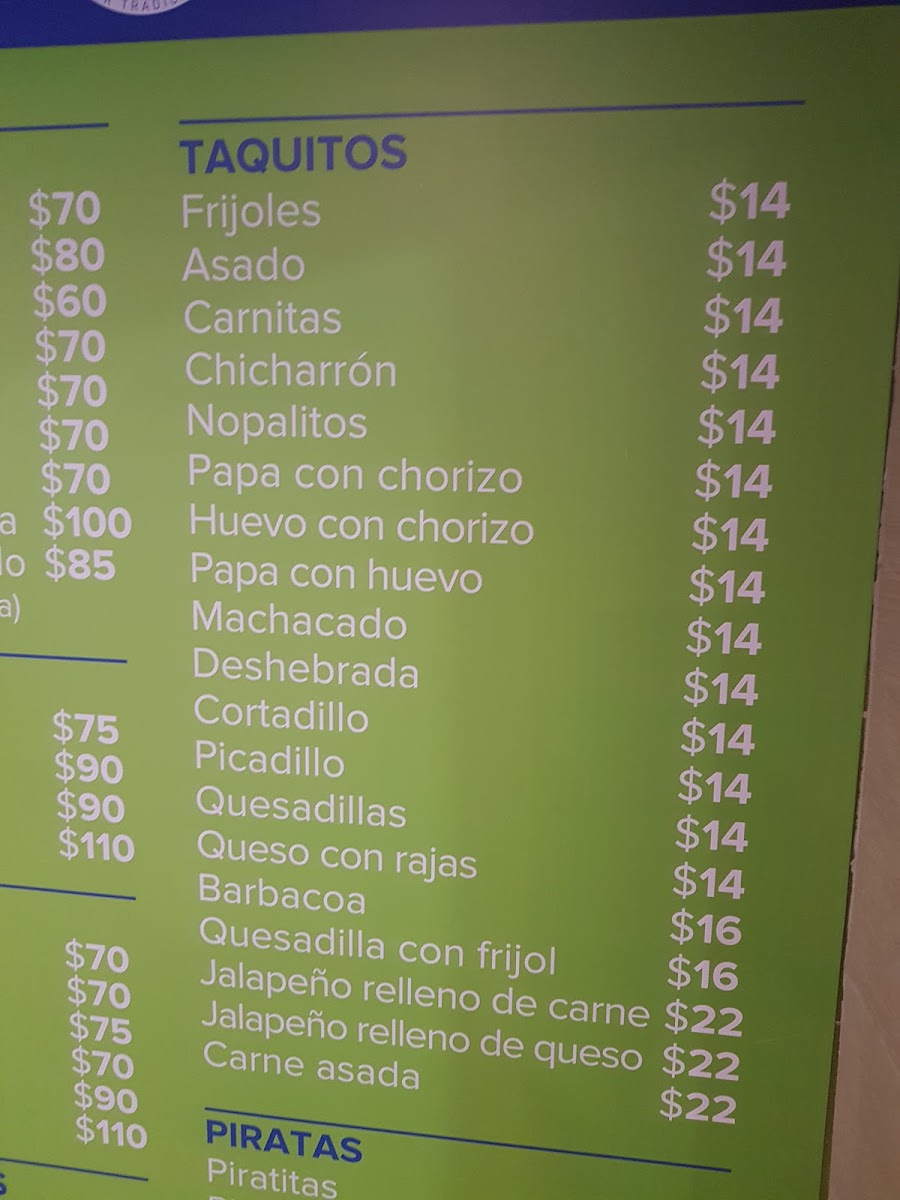 TRADIC
$70
$80
$60
$70
$70
$70
$70
a $100
lo $85
a)
$75
$90
$90
$110
$70
$70
$75
$70
$90
$110
S
TAQUITOS
Frijoles $14
Asado $14
Carnitas $14
Chicharrón $14
Nopalitos $14
Papa con chorizo $14
Huevo con chorizo $14
Papa con huevo $14
Machacado $14
Deshebrada $14
Cortadillo $14
Picadillo $14
Quesadillas $14
Queso con rajas $14
Barbacoa $16
Quesadilla con frijol $16
Jalapeño relleno de carne $22
Jalapeño relleno de queso $22
Carne asada $22
PIRATAS
Piratitas